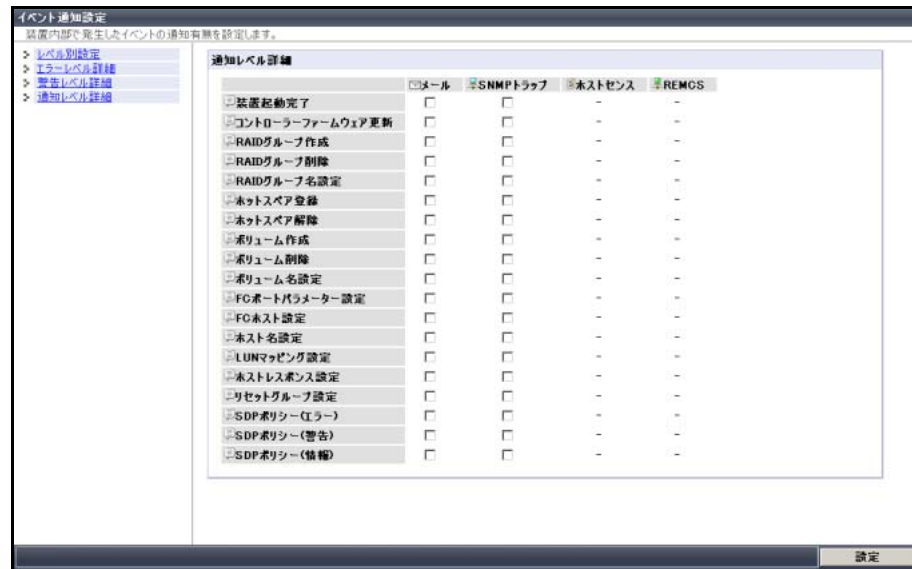 イベント通知設定
装置内部で発生したイベントの通知有無を設定します。
レベル別設定
エラーレベル詳細
警告レベル詳細
通知レベル詳細
通知レベル詳細
メール SNMPトラップ ホストセンス REMCS
装置起動完了 - -
コントローラーファームウェア更新 - -
RAIDグループ作成 - -
RAIDグループ削除 - -
RAIDグループ名設定 - -
ホットスペア登録 - -
ホットスペア解除 - -
ボリューム作成 - -
ボリューム削除 - -
ボリューム名設定 - -
FCポートパラメーター設定 - -
FCホスト設定 - -
ホスト名設定 - -
LUNマッピング設定 - -
ホストレスポンス設定 - -
リセットグループ設定 - -
SDPポリシー(エラー) - -
SDPポリシー(警告) - -
SDPポリシー(情報) - -
設定